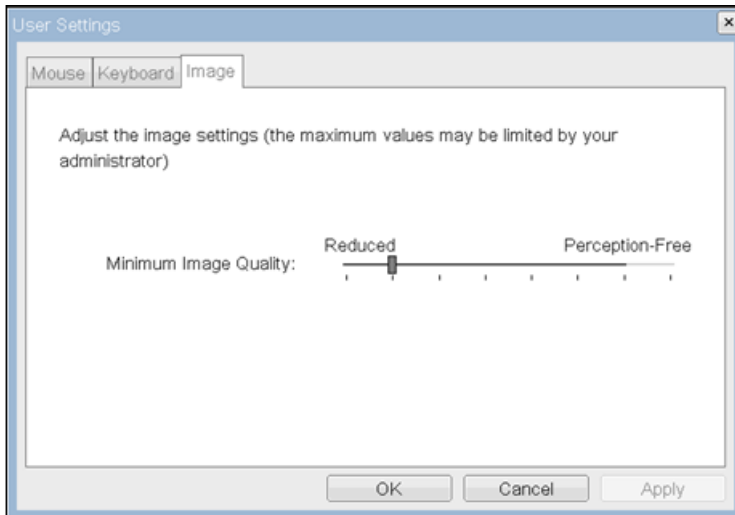 User Settings
Mouse Keyboard Image
Adjust the image settings (the maximum values may be limited by your
administrator)
Reduced Perception-Free
Minimum Image Quality:
OK Cancel Apply